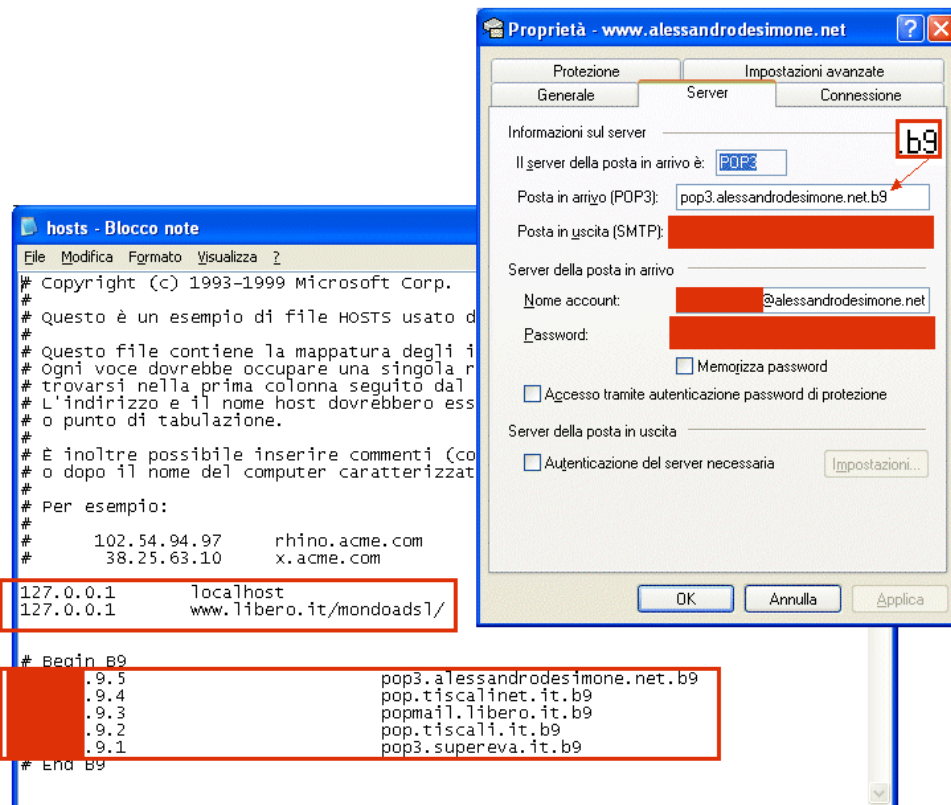 Proprietà - www.alessandrodesimone.net
Protezione
Impostazioni avanzate
Generale
Server
Connessione
Informazioni sul server
.b9
Il server della posta in arrivo è: POP3
Posta in arrivo (POP3): pop3.alessandrodesimone.net.b9
Posta in uscita (SMTP):
Server della posta in arrivo
Nome account: @alessandrodesimone.net
Password:
Memorizza password
Accesso tramite autenticazione password di protezione
Server della posta in uscita
Autenticazione del server necessaria
Impostazioni...
OK
Annulla
Applica
hosts - Blocco note
File Modifica Formato Visualizza ?
# Copyright (c) 1993-1999 Microsoft Corp.
#
# Questo è un esempio di file HOSTS usato d
#
# Questo file contiene la mappatura degli i
# Ogni voce dovrebbe occupare una singola r
# trovarsi nella prima colonna seguito dal
# L'indirizzo e il nome host dovrebbero ess
# o punto di tabulazione.
#
# È inoltre possibile inserire commenti (co
# o dopo il nome del computer caratterizzat
#
# Per esempio:
#
# 102.54.94.97 rhino.acme.com
# 38.25.63.10 x.acme.com
127.0.0.1 localhost
127.0.0.1 www.libero.it/mondoadsl/
# Begin B9
.9.5 pop3.alessandrodesimone.net.b9
.9.4 pop.tiscalinet.it.b9
.9.3 popmail.libero.it.b9
.9.2 pop.tiscali.it.b9
.9.1 pop3.supereva.it.b9
# End B9